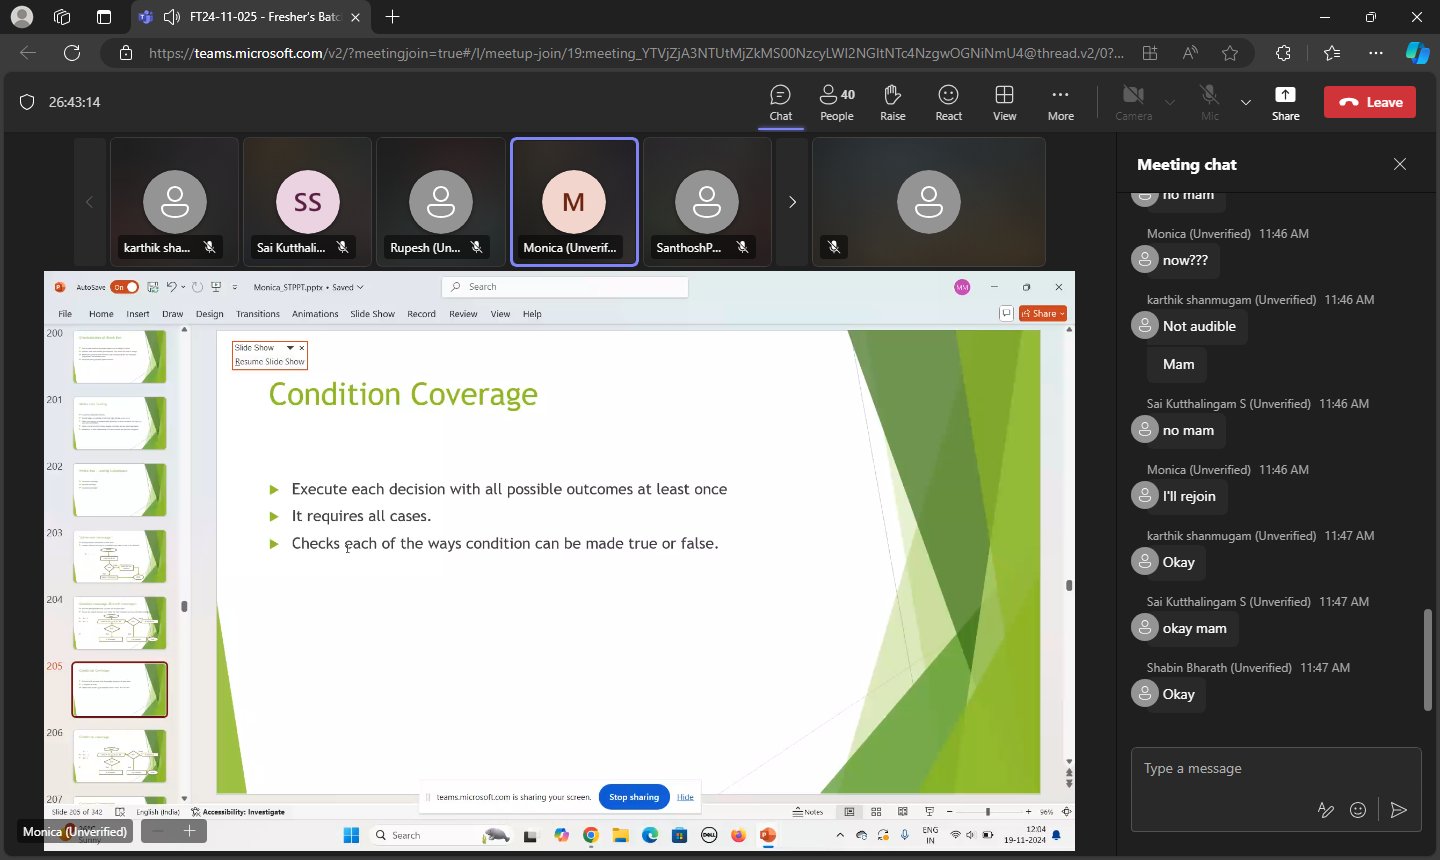 FT24-11-025 - Fresher's Batc
https://teams.microsoft.com/v2/?meetingjoin=true#/l/meetup-join/19:meeting_YTVjZjA3NTUtMjZkMS00NzcyLWI2NGItNTc4NzgwOGNiNmU4@thread.v2/0?...
26:43:14
Chat
40
People
Raise
React
View
More
Camera
Mic
Share
Leave
karthik sha...
SS
Sai Kutthali...
Rupesh (Un...
M
Monica (Unverif...
SanthoshP...
AutoSave On
Monica_STPPT.pptx • Saved
Search
MM
File Home Insert Draw Design Transitions Animations Slide Show Record Review View Help
Share
200
201
202
203
204
205
206
207
Slide Show
Resume Slide Show
Condition Coverage
Execute each decision with all possible outcomes at least once
It requires all cases.
Checks each of the ways condition can be made true or false.
teams.microsoft.com is sharing your screen.
Stop sharing
Hide
Slide 205 of 342
English (India)
Accessibility: Investigate
Notes
96%
Monica (Unverified)
Sunny
Search
DELL
ENG
IN
12:04
19-11-2024
Meeting chat
no mam
Monica (Unverified) 11:46 AM
now???
karthik shanmugam (Unverified) 11:46 AM
Not audible
Mam
Sai Kutthalingam S (Unverified) 11:46 AM
no mam
Monica (Unverified) 11:46 AM
I'll rejoin
karthik shanmugam (Unverified) 11:47 AM
Okay
Sai Kutthalingam S (Unverified) 11:47 AM
okay mam
Shabin Bharath (Unverified) 11:47 AM
Okay
Type a message